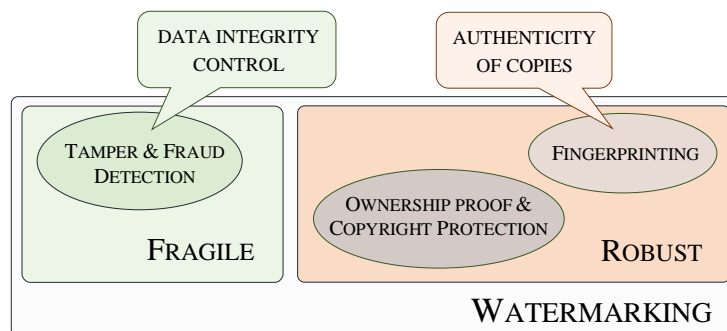 DATA INTEGRITY
CONTROL
AUTHENTICITY
OF COPIES
TAMPER & FRAUD
DETECTION
FINGERPRINTING
OWNERSHIP PROOF &
COPYRIGHT PROTECTION
FRAGILE
ROBUST
WATERMARKING